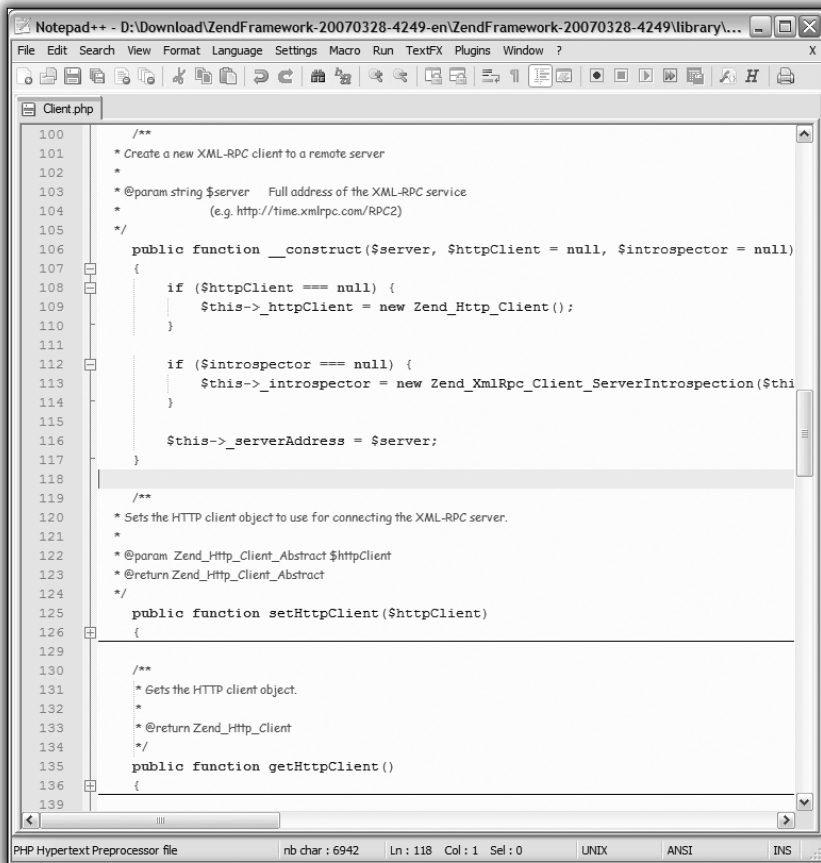 Notepad++ - D:\Download\ZendFramework-20070328-4249-en\ZendFramework-20070328-4249\library\...
File Edit Search View Format Language Settings Macro Run TextFX Plugins Window ? X
Client.php
100 /**
101 * Create a new XML-RPC client to a remote server
102 *
103 * @param string $server Full address of the XML-RPC service
104 * (e.g. http://time.xmlrpc.com/RPC2)
105 */
106 public function __construct($server, $httpClient = null, $introspector = null)
107 {
108 if ($httpClient === null) {
109 $this->_httpClient = new Zend_Http_Client();
110 }
111
112 if ($introspector === null) {
113 $this->_introspector = new Zend_XmlRpc_Client_ServerIntrospection($thi
114 }
115
116 $this->_serverAddress = $server;
117 }
118
119 /**
120 * Sets the HTTP client object to use for connecting the XML-RPC server.
121 *
122 * @param Zend_Http_Client_Abstract $httpClient
123 * @return Zend_Http_Client_Abstract
124 */
125 public function setHttpClient($httpClient)
126 {
129
130 /**
131 * Gets the HTTP client object.
132 *
133 * @return Zend_Http_Client
134 */
135 public function getHttpClient()
136 {
139
PHP Hypertext Preprocessor file nb char : 6942 Ln : 118 Col : 1 Sel : 0 UNIX ANSI INS